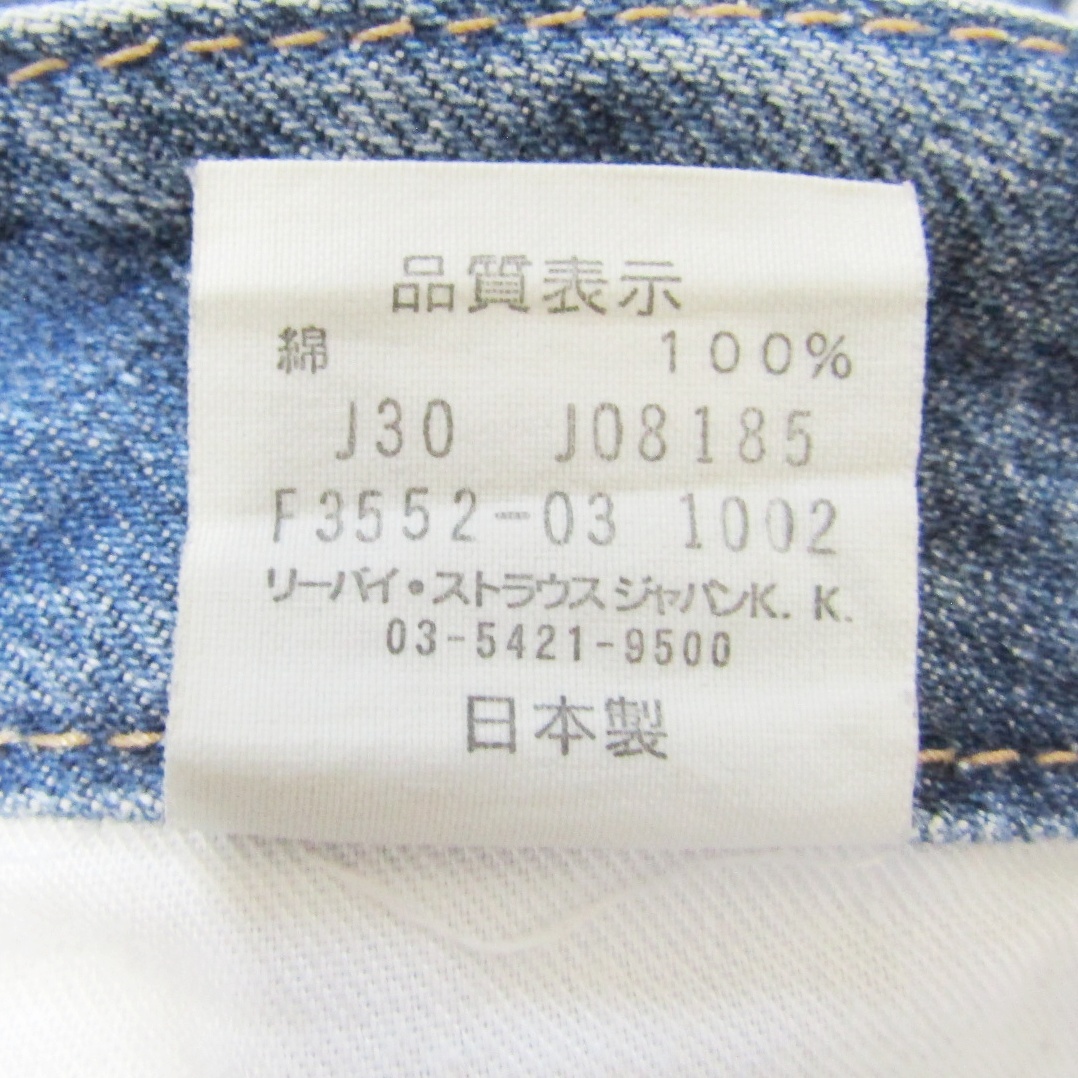 品質表示
綿 100%
J30 J08185
F3552-03 1002
リーバイ・ストラウスジャパンK. K.
03-5421-9500
日本製